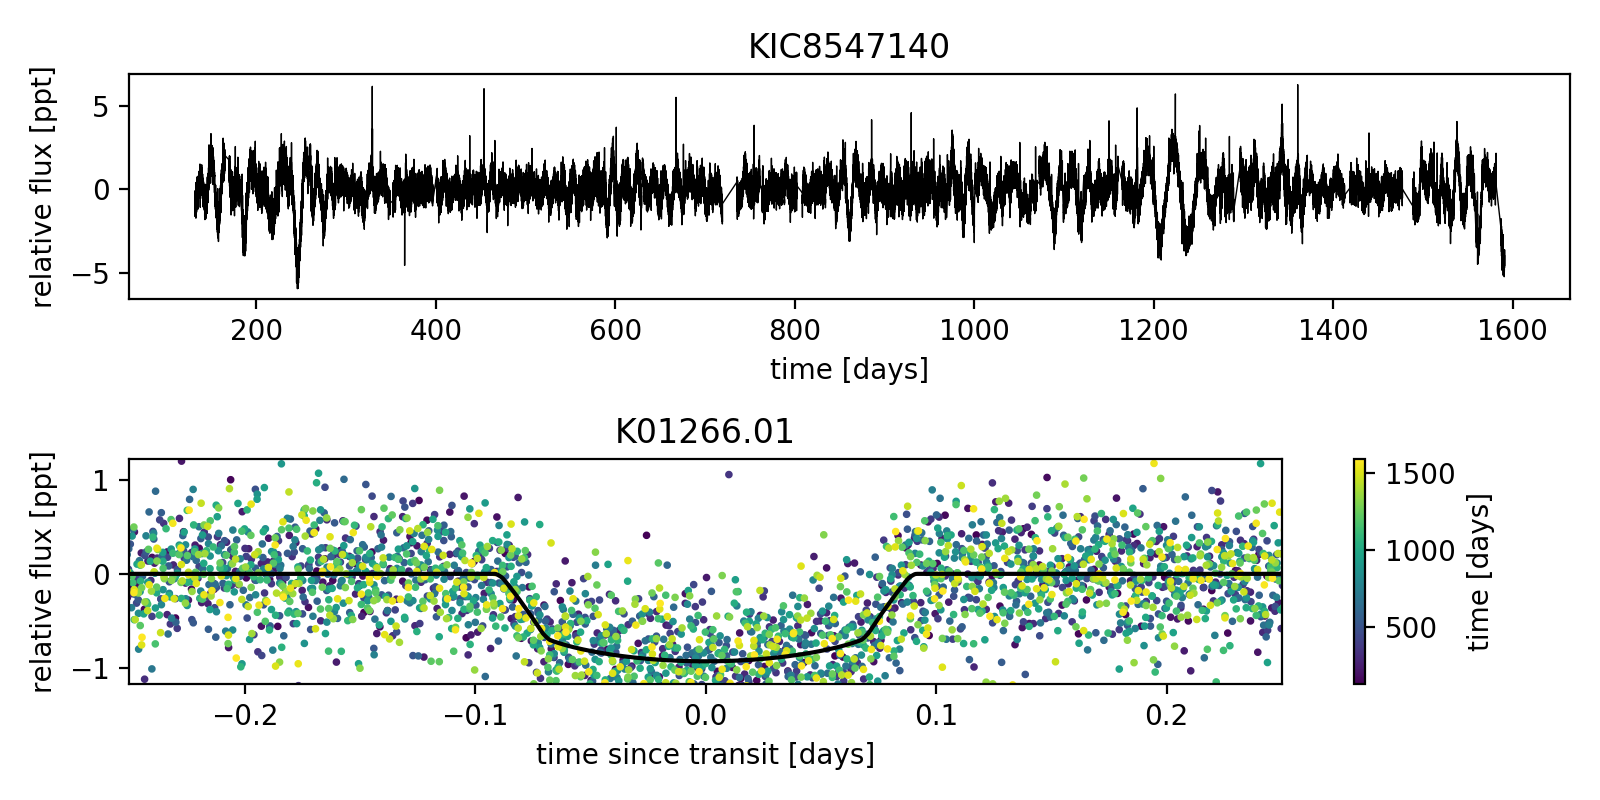 KIC8547140
relative flux [ppt]
5
0
−5
200 400 600 800 1000 1200 1400 1600
time [days]
K01266.01
relative flux [ppt]
1
0
−1
−0.2 −0.1 0.0 0.1 0.2
time since transit [days]
1500
1000
500
time [days]